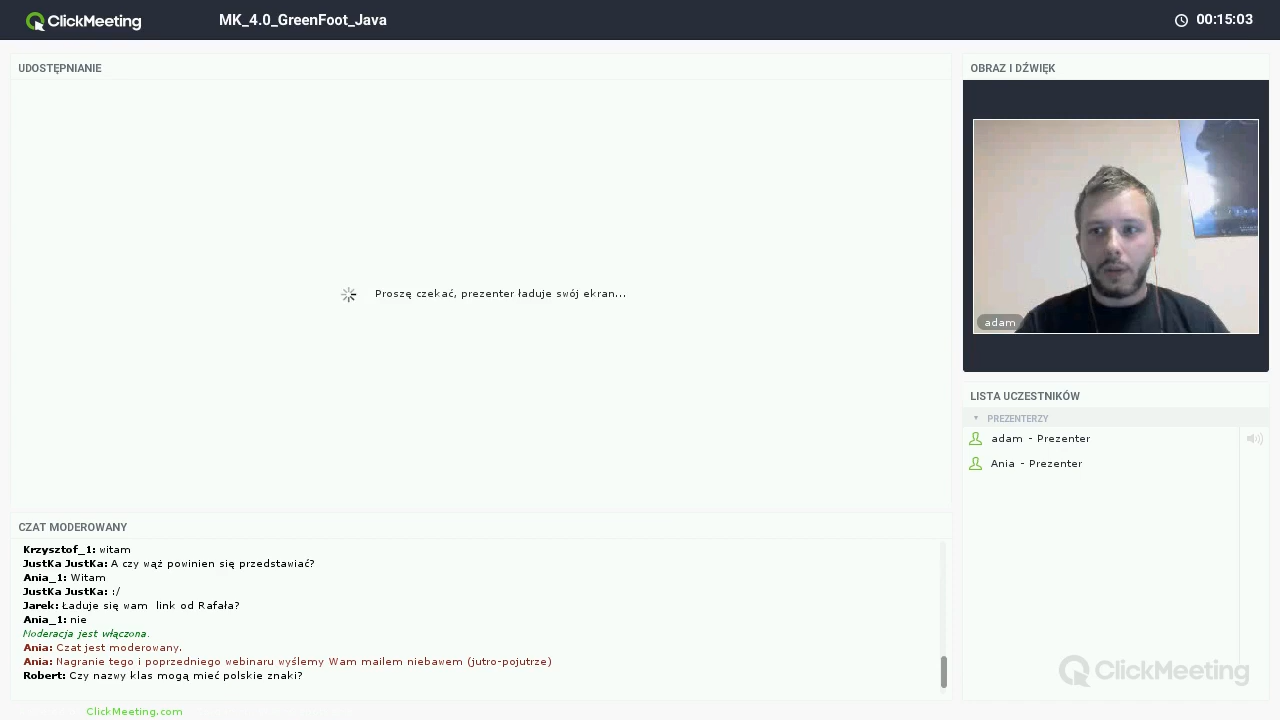 ClickMeeting
MK_4.0_GreenFoot_Java
00:15:03
UDOSTĘPNIANIE
Proszę czekać, prezenter ładuje swój ekran...
OBRAZ I DŹWIĘK
adam
LISTA UCZESTNIKÓW
PREZENTERZY
adam - Prezenter
Ania - Prezenter
CZAT MODEROWANY
Krzysztof_1: witam
JustKa JustKa: A czy wąż powinien się przedstawiać?
Ania_1: Witam
JustKa JustKa: :/
Jarek: Ładuje się wam link od Rafała?
Ania_1: nie
Moderacja jest włączona.
Ania: Czat jest moderowany.
Ania: Nagranie tego i poprzedniego webinaru wyślemy Wam mailem niebawem (jutro-pojutrze)
Robert: Czy nazwy klas mogą mieć polskie znaki?
ClickMeeting
ClickMeeting.com